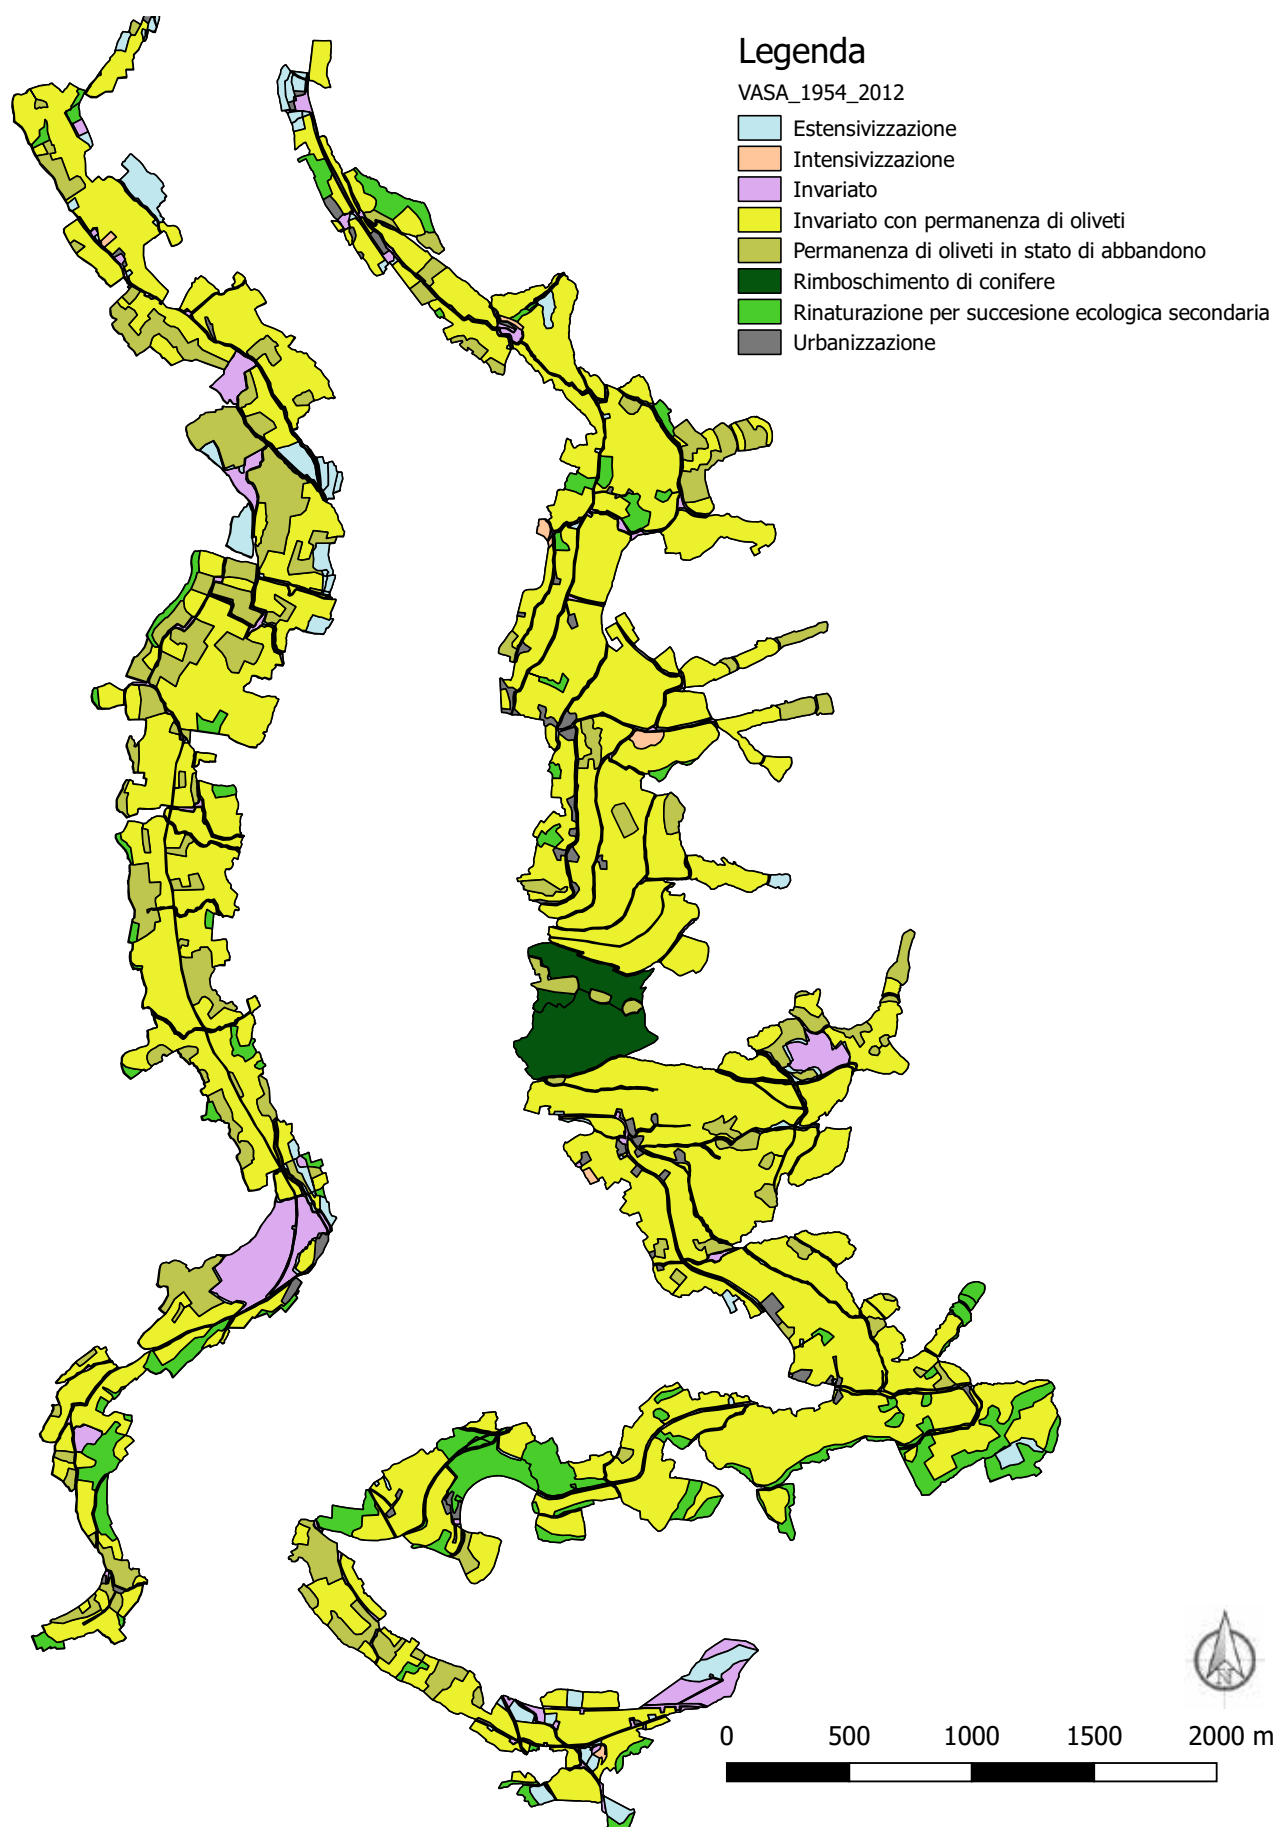 Legenda
VASA_1954_2012
Estensivizzazione
Intensivizzazione
Invariato
Invariato con permanenza di oliveti
Permanenza di oliveti in stato di abbandono
Rimboschimento di conifere
Rinaturazione per succesione ecologica secondaria
Urbanizzazione
N
0 500 1000 1500 2000 m